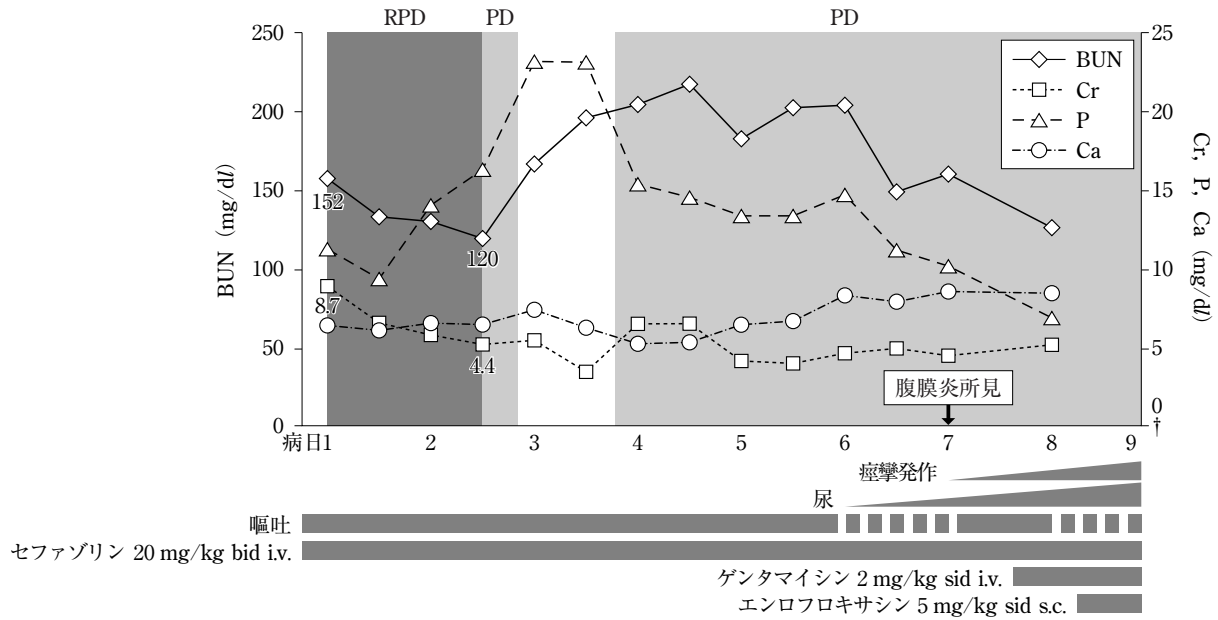 RPD PD PD
250 25
200 20
150 15
100 10
50 5
0 0
†
BUN (mg/dl)
Cr, P, Ca (mg/dl)
BUN
Cr
P
Ca
152
8.7
120
4.4
腹膜炎所見
病日1 2 3 4 5 6 7 8 9
痙攣発作
尿
嘔吐
セファゾリン 20 mg/kg bid i.v.
ゲンタマイシン 2 mg/kg sid i.v.
エンロフロキサシン 5 mg/kg sid s.c.